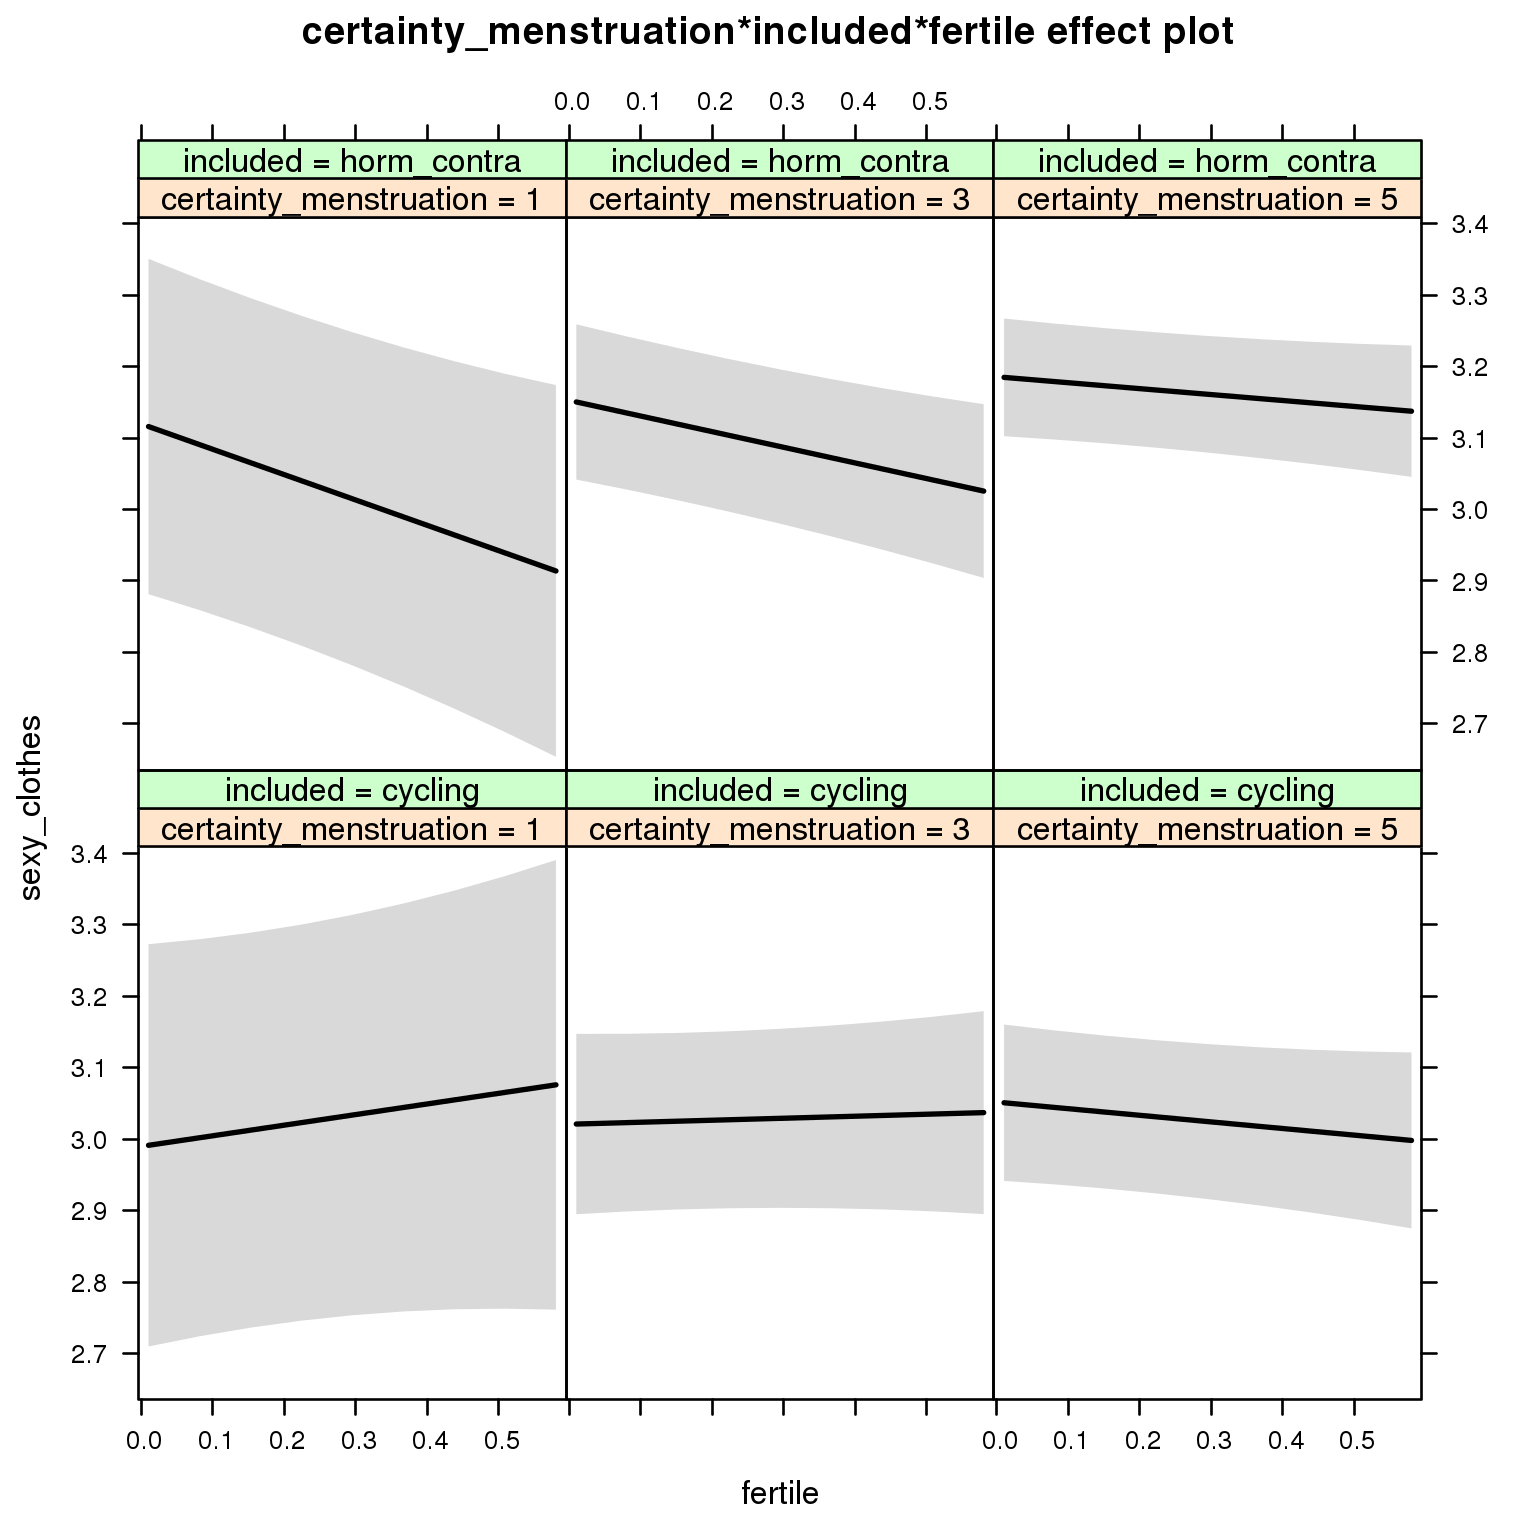 certainty_menstruation*included*fertile effect plot
0.0 0.1 0.2 0.3 0.4 0.5
included = horm_contra included = horm_contra included = horm_contra
certainty_menstruation = 1 certainty_menstruation = 3 certainty_menstruation = 5
3.4
3.3
3.2
3.1
3.0
2.9
2.8
2.7
sexy_clothes
included = cycling included = cycling included = cycling
certainty_menstruation = 1 certainty_menstruation = 3 certainty_menstruation = 5
3.4
3.3
3.2
3.1
3.0
2.9
2.8
2.7
0.0 0.1 0.2 0.3 0.4 0.5 0.0 0.1 0.2 0.3 0.4 0.5
fertile